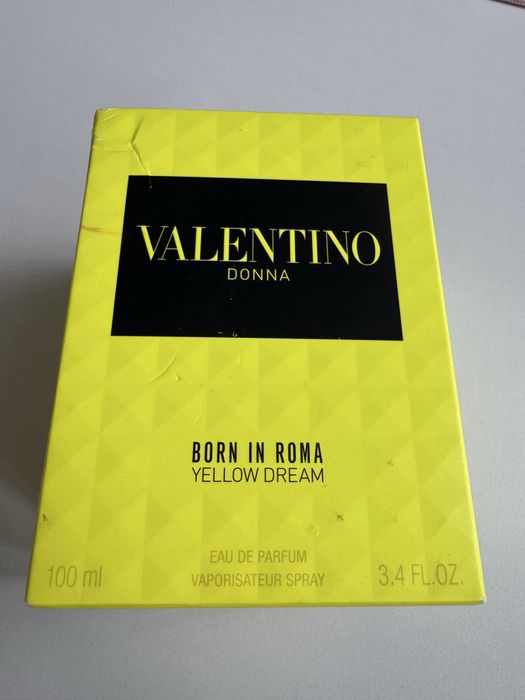 VALENTINO
DONNA
BORN IN ROMA
YELLOW DREAM
EAU DE PARFUM
100 ml VAPORISATEUR SPRAY 3.4 FL.OZ.